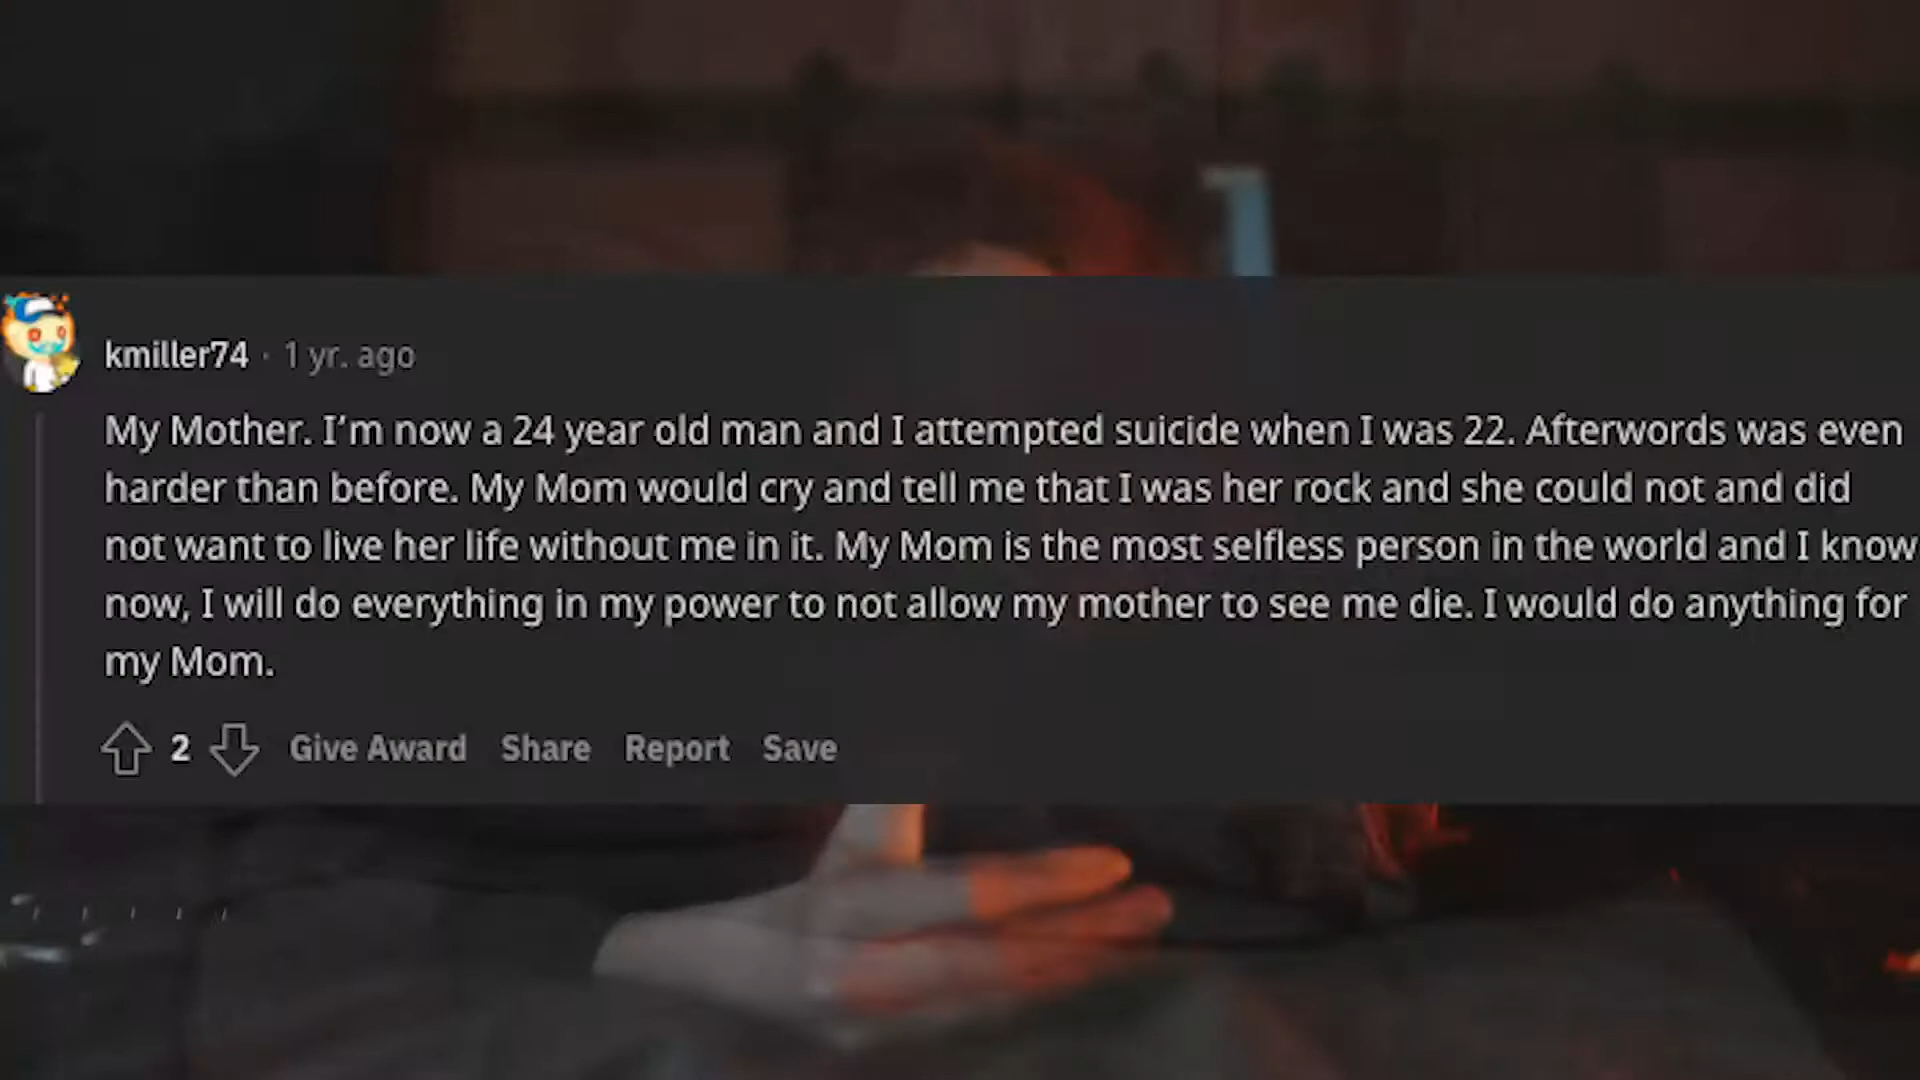 kmiller74 · 1 yr. ago
My Mother. I’m now a 24 year old man and I attempted suicide when I was 22. Afterwords was even
harder than before. My Mom would cry and tell me that I was her rock and she could not and did
not want to live her life without me in it. My Mom is the most selfless person in the world and I know
now, I will do everything in my power to not allow my mother to see me die. I would do anything for
my Mom.
2 Give Award Share Report Save